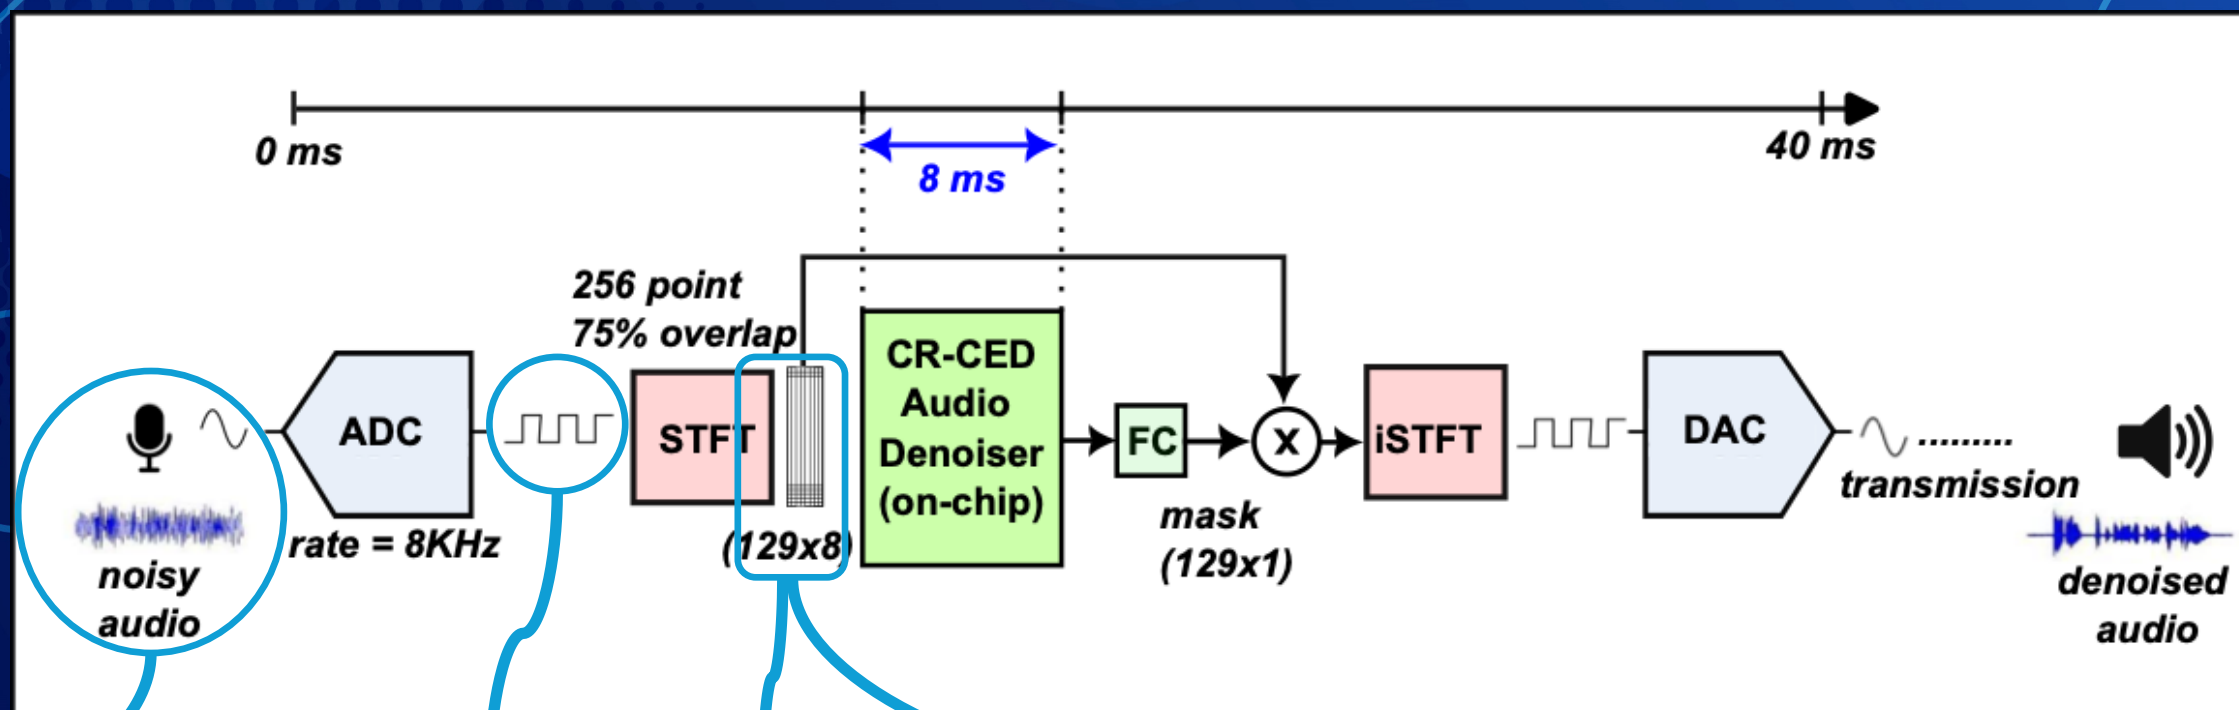 0 ms
40 ms
8 ms
256 point
75% overlap
CR-CED
Audio
Denoiser
(on-chip)
ADC
STFT
FC
X
iSTFT
DAC
rate = 8KHz
(129x8)
mask
(129x1)
transmission
noisy
audio
denoised
audio